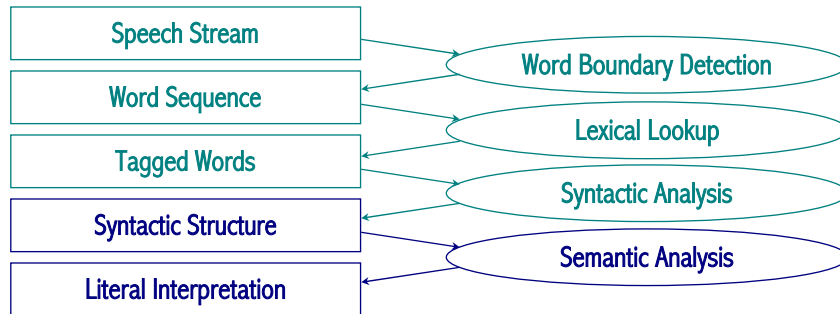 Speech Stream
Word Boundary Detection
Word Sequence
Lexical Lookup
Tagged Words
Syntactic Analysis
Syntactic Structure
Semantic Analysis
Literal Interpretation